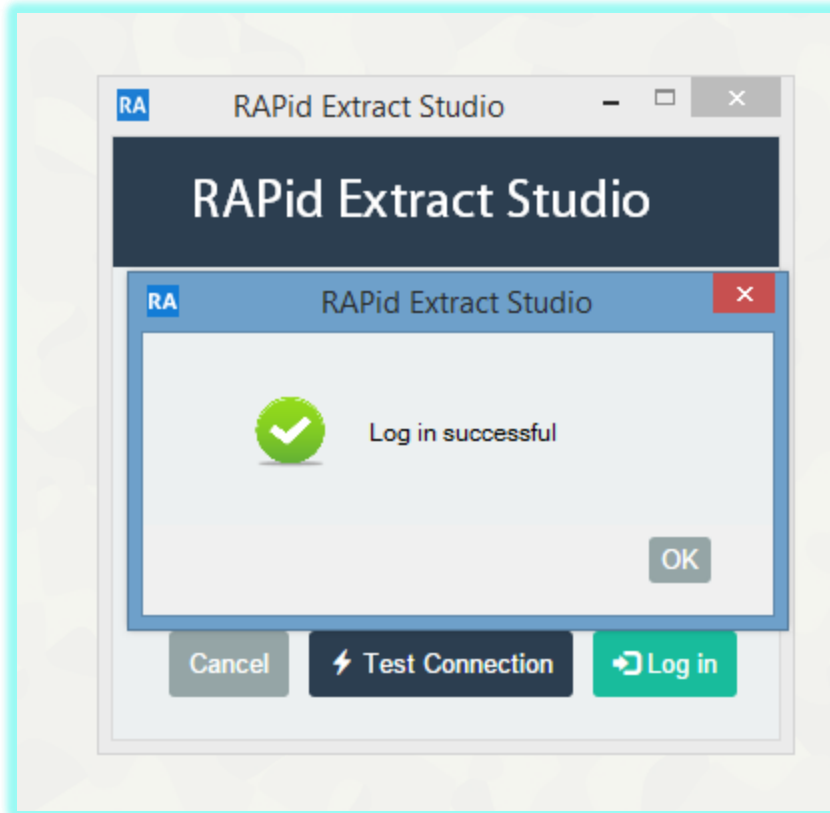 RA RAPid Extract Studio
RAPid Extract Studio
RA RAPid Extract Studio
Log in successful
OK
Cancel Test Connection Log in